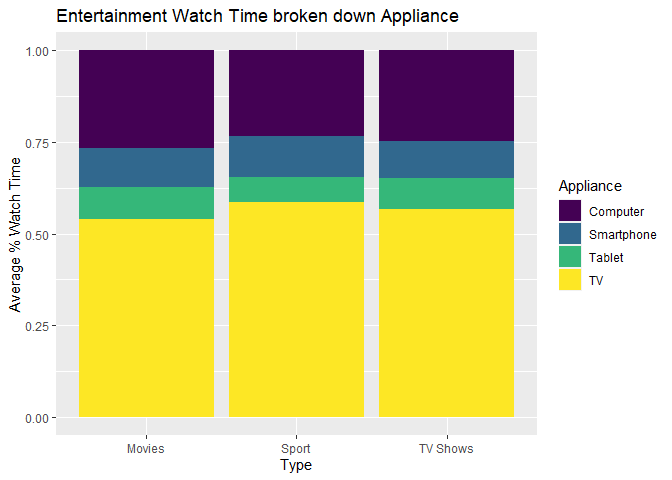 Entertainment Watch Time broken down Appliance
Average % Watch Time
1.00
0.75
0.50
0.25
0.00
Movies
Sport
TV Shows
Type
Appliance
Computer
Smartphone
Tablet
TV